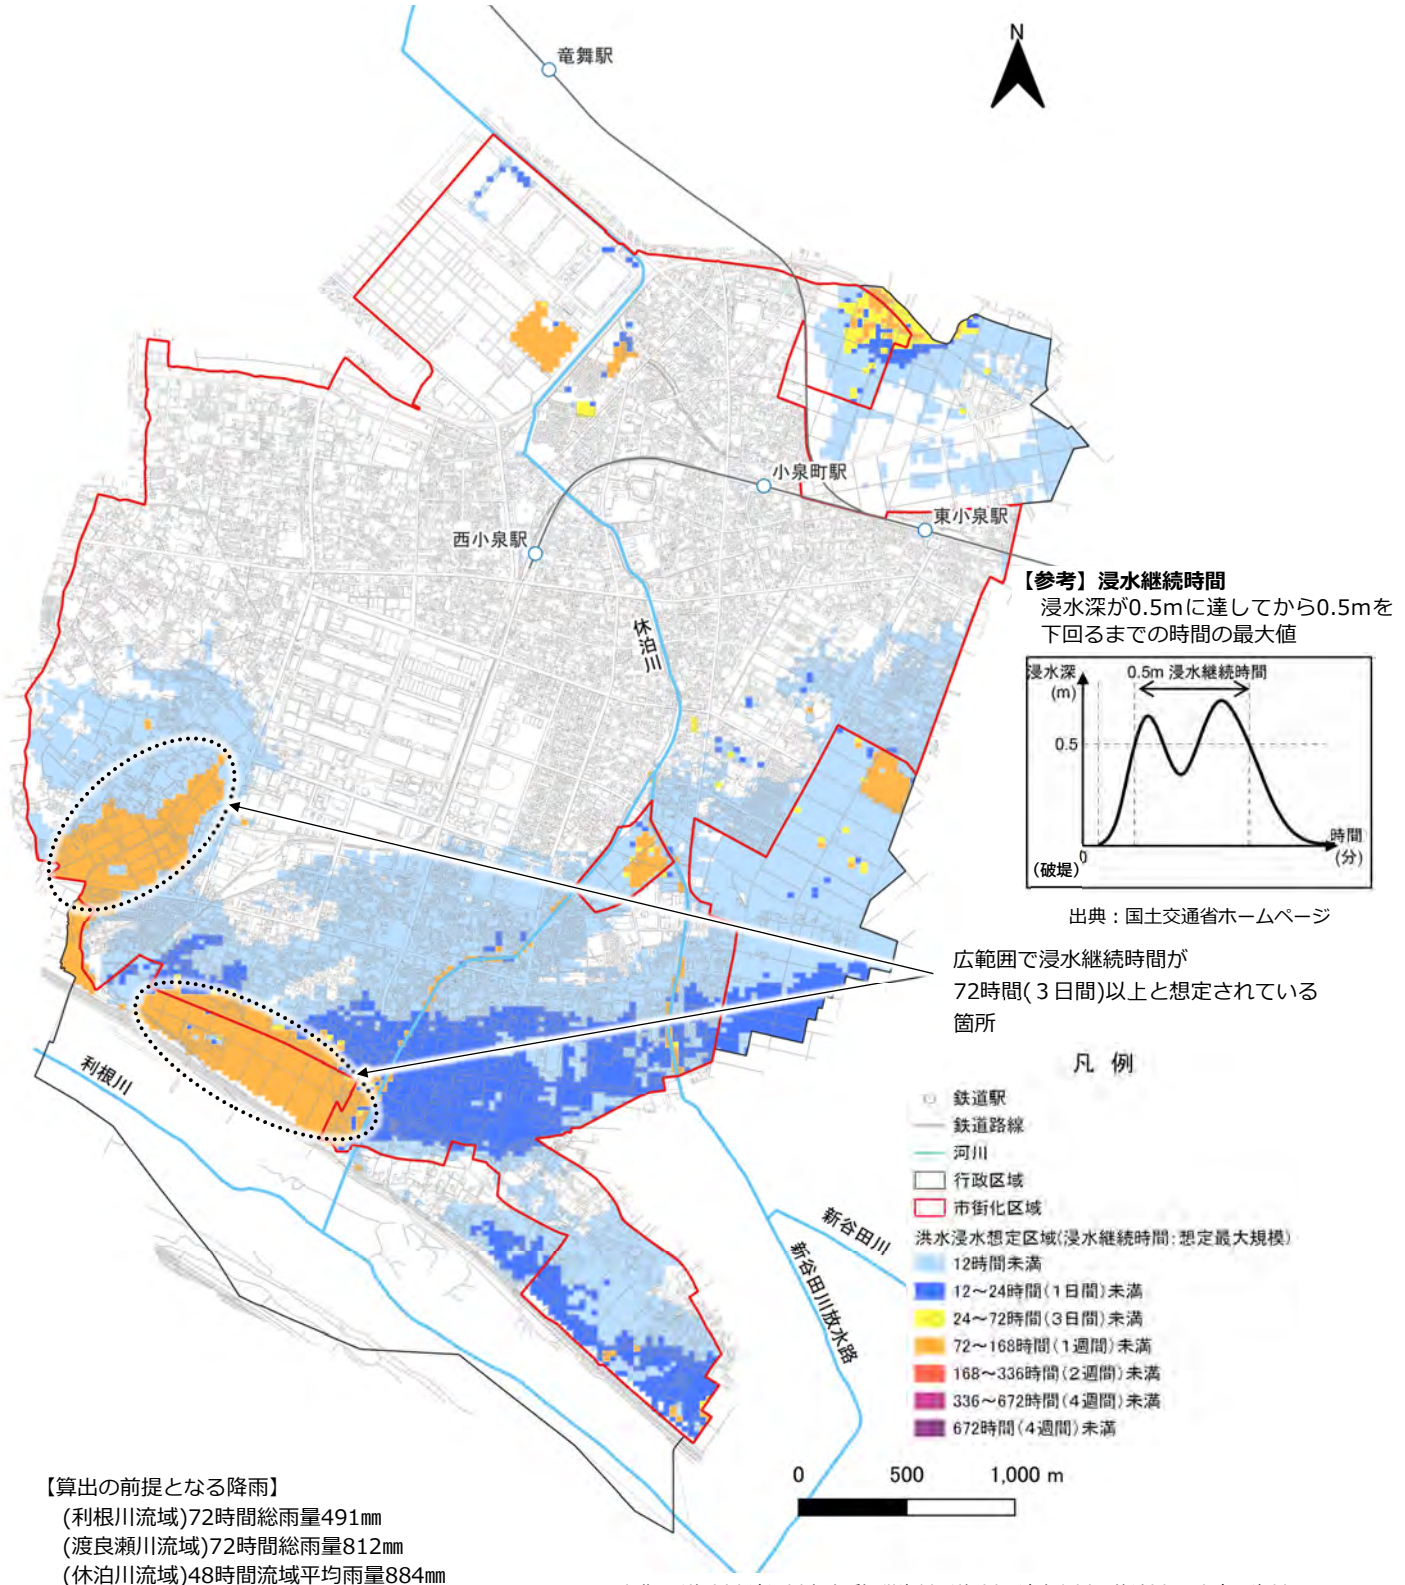 N
竜舞駅
小泉町駅
東小泉駅
西小泉駅
休泊川
【参考】浸水継続時間
浸水深が0.5mに達してから0.5mを
下回るまでの時間の最大値
浸水深
(m)
0.5m 浸水継続時間
0.5
0
(破堤)
時間
(分)
出典：国土交通省ホームページ
広範囲で浸水継続時間が
72時間(３日間)以上と想定されている
箇所
利根川
新谷田川
新谷田川放水路
凡 例
鉄道駅
鉄道路線
河川
行政区域
市街化区域
洪水浸水想定区域(浸水継続時間:想定最大規模)
12時間未満
12～24時間(1日間)未満
24～72時間(3日間)未満
72～168時間(1週間)未満
168～336時間(2週間)未満
336～672時間(4週間)未満
672時間(4週間)未満
0 500 1,000 m
【算出の前提となる降雨】
(利根川流域)72時間総雨量491㎜
(渡良瀬川流域)72時間総雨量812㎜
(休泊川流域)48時間流域平均雨量884㎜